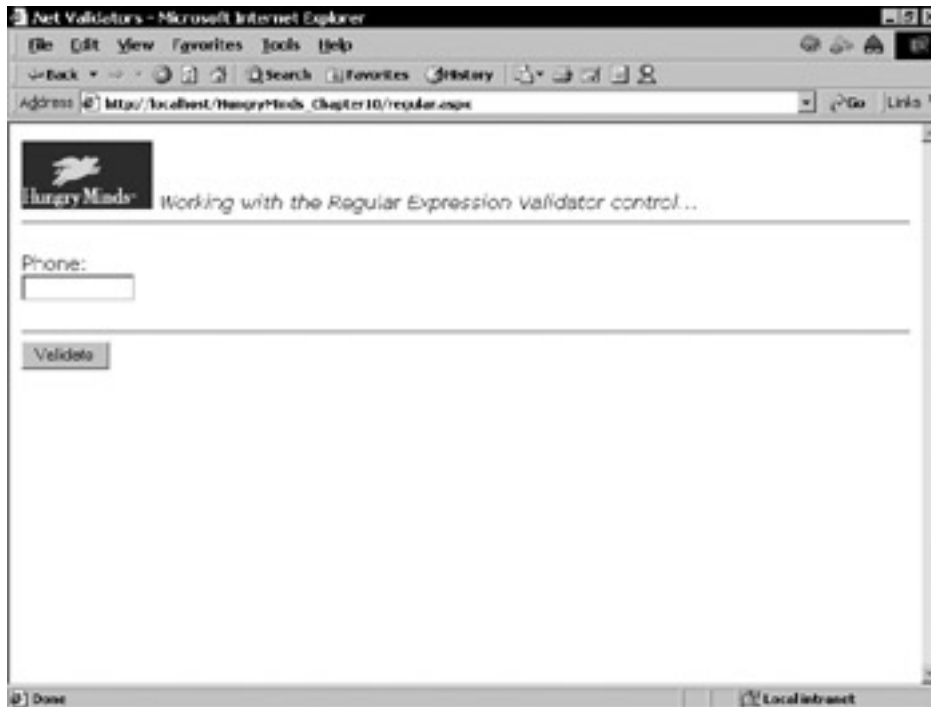 .Net Validators - Microsoft Internet Explorer
File Edit View Favorites Tools Help
Back Search Favorites History
Address http://localhost/HungryMinds_Chapter10/regular.aspx Go Links
Hungry Minds Working with the Regular Expression Validator control...
Phone:
Validate
Done Local intranet